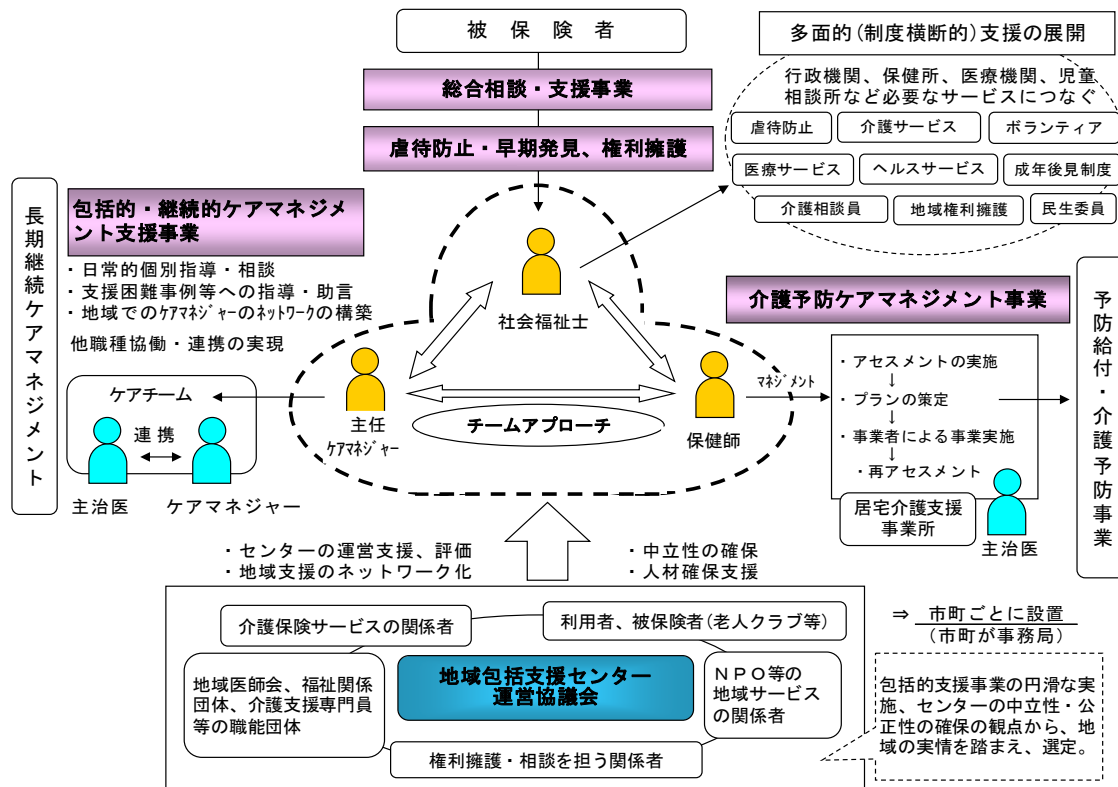 被保険者
総合相談・支援事業
虐待防止・早期発見、権利擁護
多面的(制度横断的)支援の展開
行政機関、保健所、医療機関、児童
相談所など必要なサービスにつなぐ
虐待防止
介護サービス
ボランティア
医療サービス
ヘルスサービス
成年後見制度
介護相談員
地域権利擁護
民生委員
長期継続ケアマネジメント
包括的・継続的ケアマネジメ
ント支援事業
・日常的個別指導・相談
・支援困難事例等への指導・助言
・地域でのｹｱﾏﾈｼﾞｬｰのネットワークの構築
他職種協働・連携の実現
ケアチーム
連携
主治医
ケアマネジャー
社会福祉士
主任
ｹｱﾏﾈｼﾞｬｰ
チームアプローチ
保健師
ﾏﾈｼﾞﾒﾝﾄ
介護予防ケアマネジメント事業
・アセスメントの実施
↓
・プランの策定
↓
・事業者による事業実施
↓
・再アセスメント
居宅介護支援
事業所
主治医
予防給付・介護予防事業
・センターの運営支援、評価
・地域支援のネットワーク化
・中立性の確保
・人材確保支援
介護保険サービスの関係者
利用者、被保険者(老人クラブ等)
地域医師会、福祉関係
団体、介護支援専門員
等の職能団体
地域包括支援センター
運営協議会
ＮＰＯ等の
地域サービス
の関係者
権利擁護・相談を担う関係者
⇒ 市町ごとに設置
(市町が事務局)
包括的支援事業の円滑な実
施、センターの中立性・公
正性の確保の観点から、地
域の実情を踏まえ、選定。